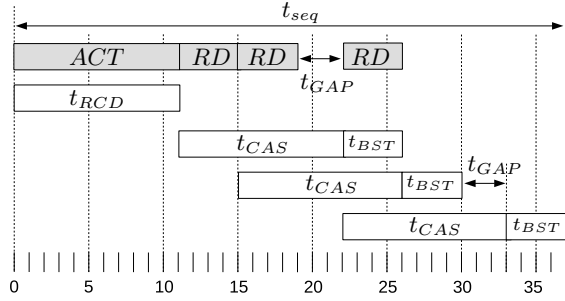 t_seq
ACT RD RD RD
t_GAP
t_RCD
t_CAS t_BST
t_GAP
t_CAS t_BST
t_CAS t_BST
0 5 10 15 20 25 30 35